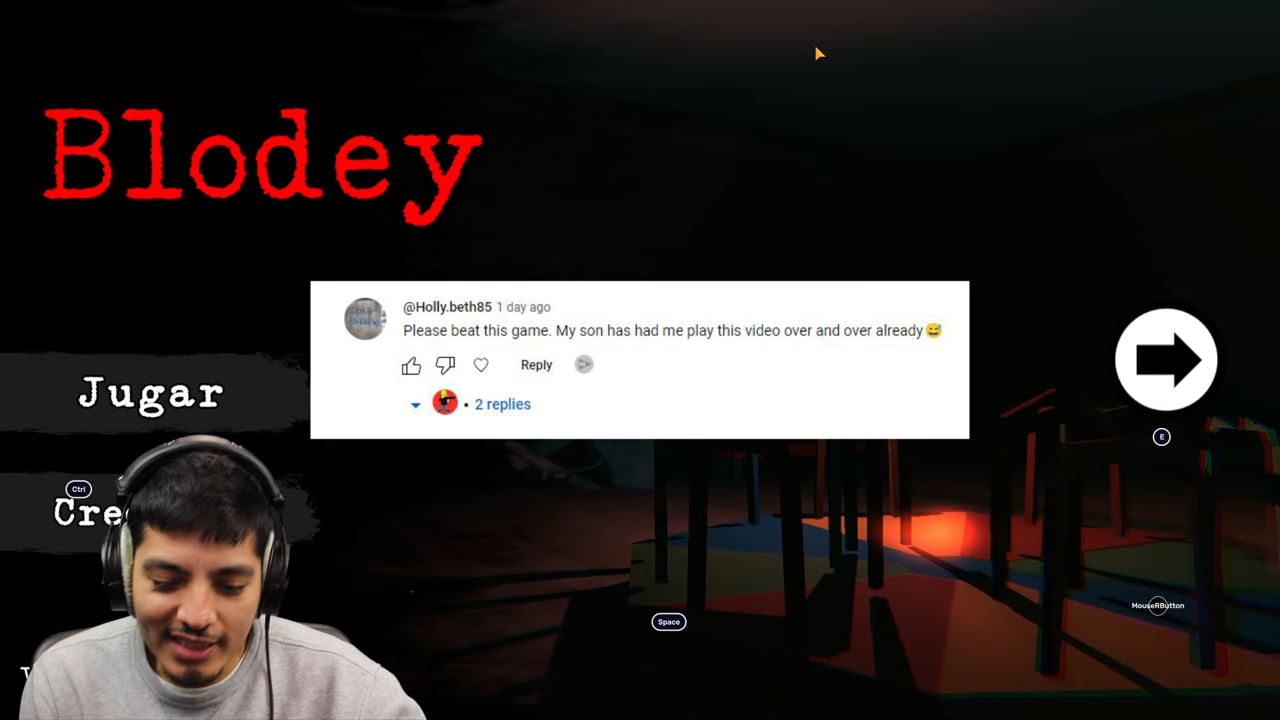 Blodey
@Holly.beth85 1 day ago
Please beat this game. My son has had me play this video over and over already😅
Reply
• 2 replies
Jugar
E
Ctrl
Cre
MouseRButton
Space